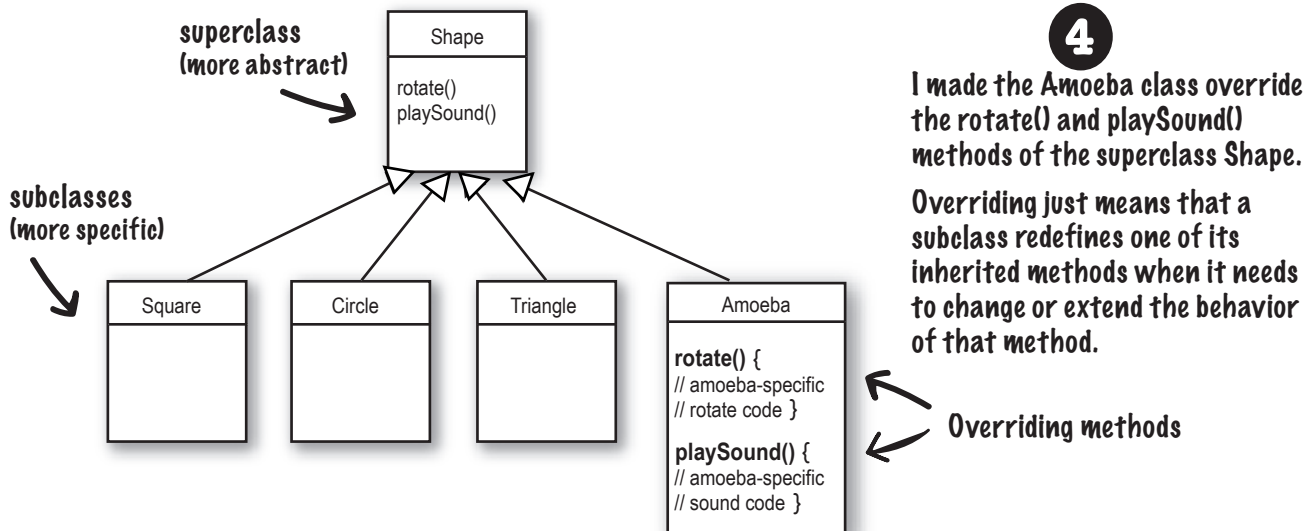 superclass
(more abstract)
Shape
rotate()
playSound()
4
I made the Amoeba class override
the rotate() and playSound()
methods of the superclass Shape.
Overriding just means that a
subclass redefines one of its
inherited methods when it needs
to change or extend the behavior
of that method.
subclasses
(more specific)
Square
Circle
Triangle
Amoeba
rotate() {
// amoeba-specific
// rotate code }
playSound() {
// amoeba-specific
// sound code }
Overriding methods